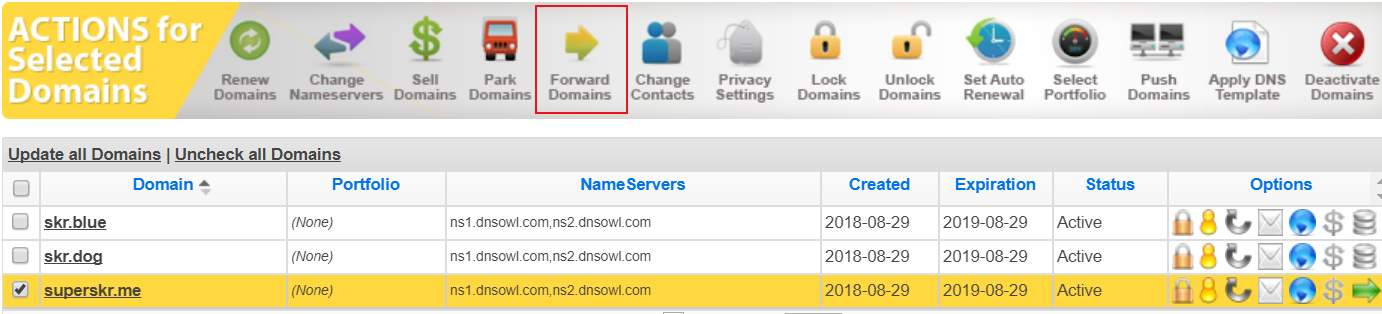 ACTIONS for
Selected
Domains
Renew
Domains
Change
Nameservers
Sell
Domains
Park
Domains
Forward
Domains
Change
Contacts
Privacy
Settings
Lock
Domains
Unlock
Domains
Set Auto
Renewal
Select
Portfolio
Push
Domains
Apply DNS
Template
Deactivate
Domains
Update all Domains | Uncheck all Domains
Domain Portfolio NameServers Created Expiration Status Options
skr.blue (None) ns1.dnsowl.com,ns2.dnsowl.com 2018-08-29 2019-08-29 Active
skr.dog (None) ns1.dnsowl.com,ns2.dnsowl.com 2018-08-29 2019-08-29 Active
superskr.me (None) ns1.dnsowl.com,ns2.dnsowl.com 2018-08-29 2019-08-29 Active